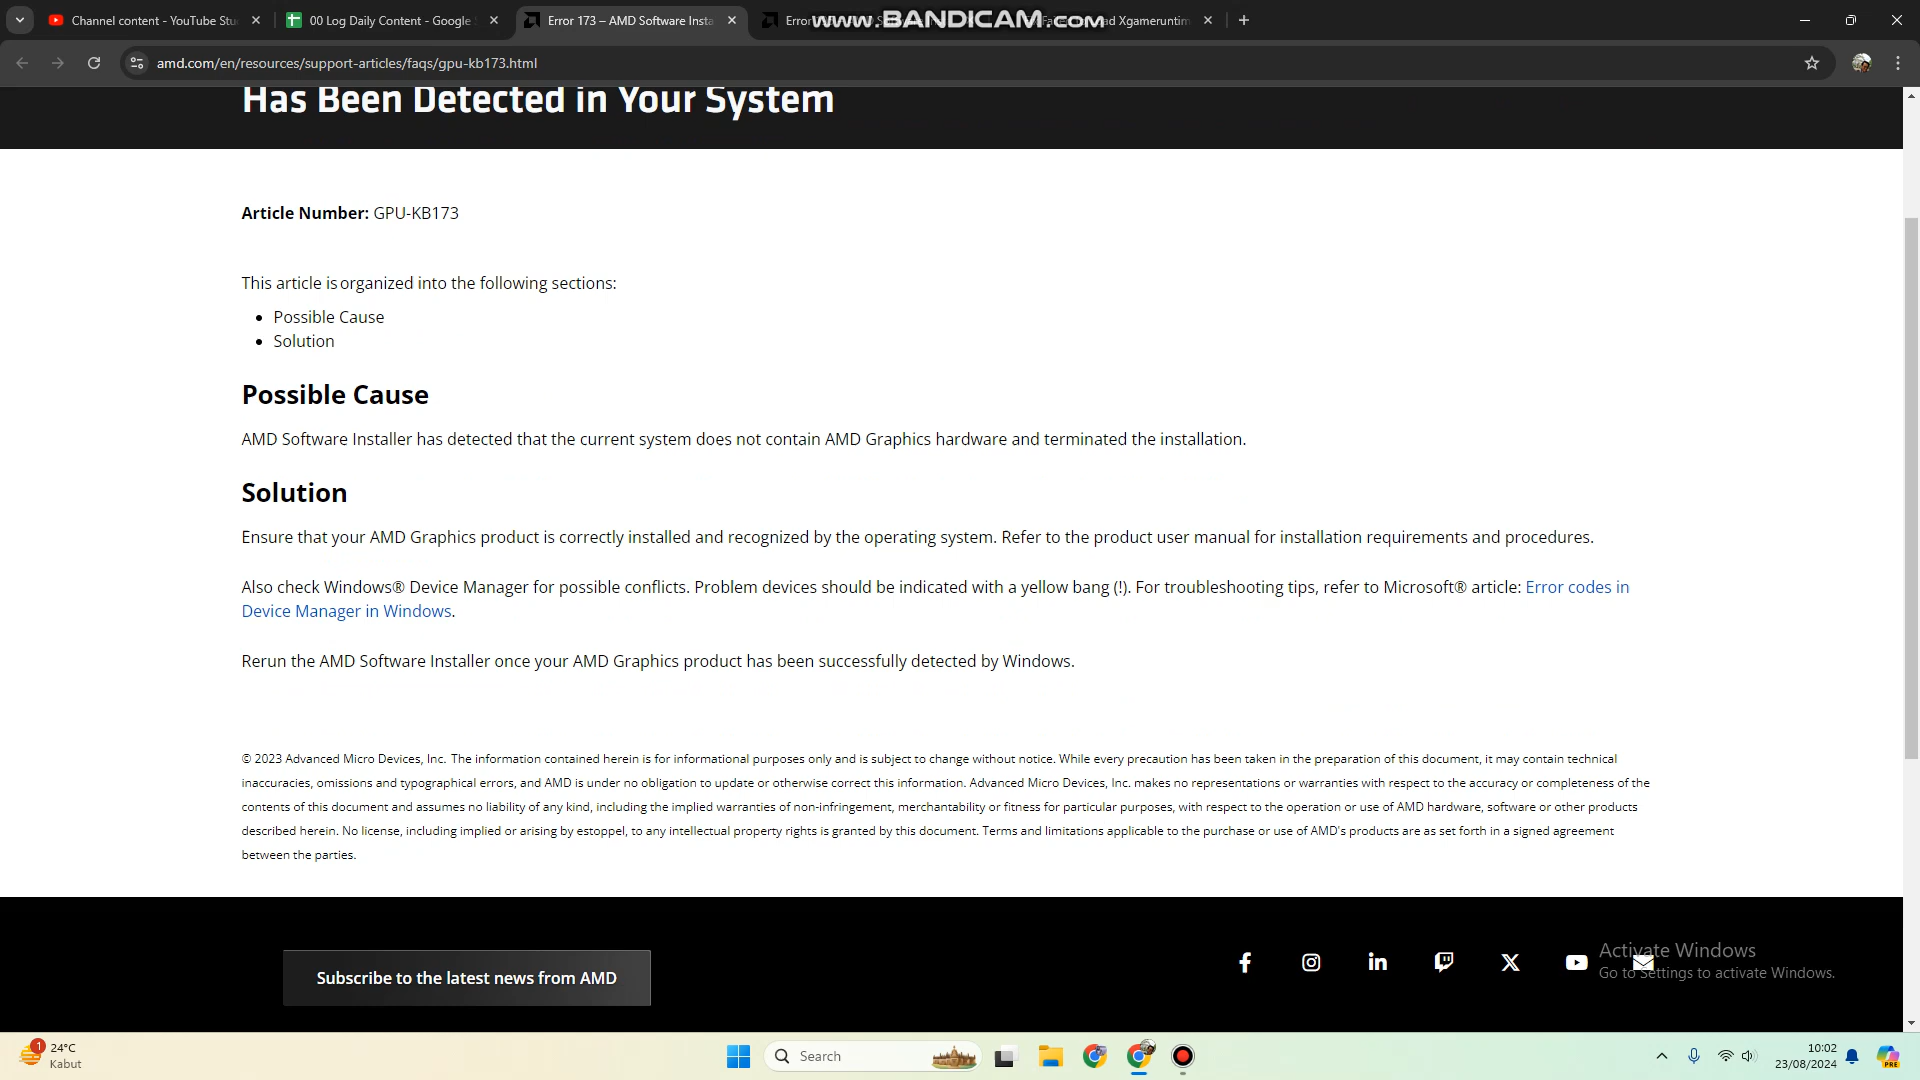 Channel content - YouTube Stu
00 Log Daily Content - Google S
Error 173 – AMD Software Insta
Error
ad Xgameruntim
www.BANDICAM.com
amd.com/en/resources/support-articles/faqs/gpu-kb173.html
Has Been Detected in Your System
Article Number: GPU-KB173
This article is organized into the following sections:
Possible Cause
Solution
Possible Cause
AMD Software Installer has detected that the current system does not contain AMD Graphics hardware and terminated the installation.
Solution
Ensure that your AMD Graphics product is correctly installed and recognized by the operating system. Refer to the product user manual for installation requirements and procedures.
Also check Windows® Device Manager for possible conflicts. Problem devices should be indicated with a yellow bang (!). For troubleshooting tips, refer to Microsoft® article: Error codes in
Device Manager in Windows.
Rerun the AMD Software Installer once your AMD Graphics product has been successfully detected by Windows.
© 2023 Advanced Micro Devices, Inc. The information contained herein is for informational purposes only and is subject to change without notice. While every precaution has been taken in the preparation of this document, it may contain technical
inaccuracies, omissions and typographical errors, and AMD is under no obligation to update or otherwise correct this information. Advanced Micro Devices, Inc. makes no representations or warranties with respect to the accuracy or completeness of the
contents of this document and assumes no liability of any kind, including the implied warranties of non-infringement, merchantability or fitness for particular purposes, with respect to the operation or use of AMD hardware, software or other products
described herein. No license, including implied or arising by estoppel, to any intellectual property rights is granted by this document. Terms and limitations applicable to the purchase or use of AMD's products are as set forth in a signed agreement
between the parties.
Subscribe to the latest news from AMD
Activate Windows
Go to Settings to activate Windows.
1
24°C
Kabut
Search
10:02
23/08/2024
PRE